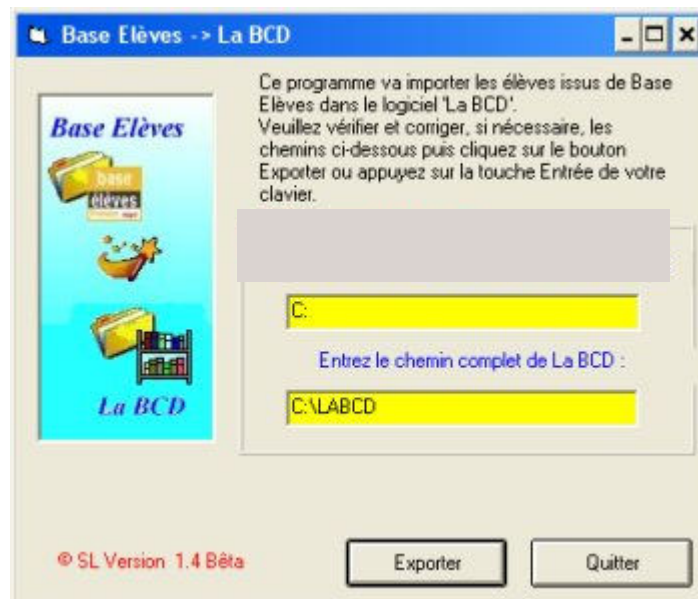 Base Elèves -> La BCD
Ce programme va importer les élèves issus de Base
Elèves dans le logiciel 'La BCD'.
Veuillez vérifier et corriger, si nécessaire, les
chemins ci-dessous puis cliquez sur le bouton
Exporter ou appuyez sur la touche Entrée de votre
clavier.
Base Elèves
base
élèves
La BCD
C:
Entrez le chemin complet de La BCD :
C:\LABCD
© SL Version 1.4 Bêta
Exporter
Quitter